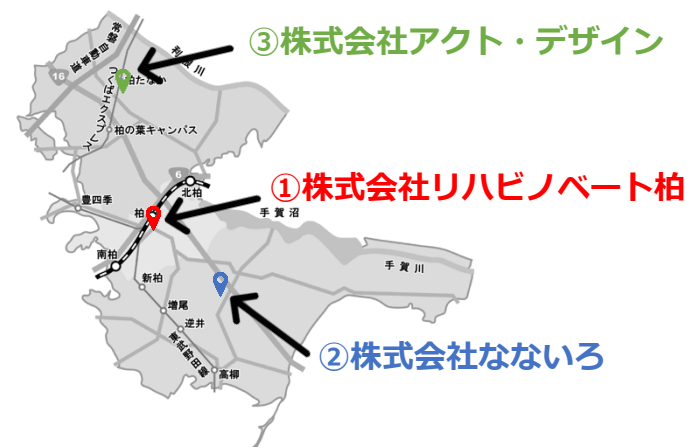 ③株式会社アクト・デザイン
常磐自動車道
利根川
16
柏たなか
つくばエクスプレス
柏の葉キャンパス
6
北柏
①株式会社リハビノベート柏
豊四季
柏
手賀沼
南柏
手賀川
新柏
増尾
逆井
②株式会社なないろ
東武野田線
高柳